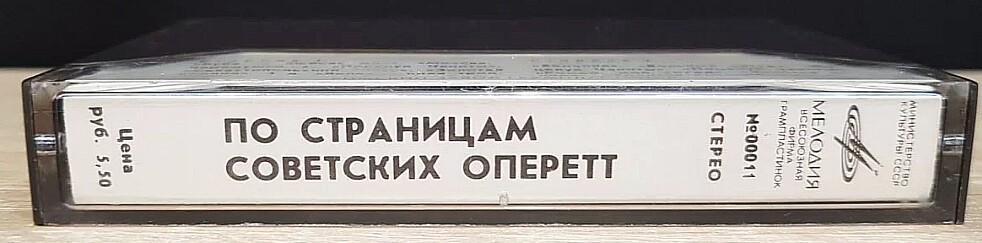 Цена
руб. 5,50
ПО СТРАНИЦАМ
СОВЕТСКИХ ОПЕРЕТТ
СТЕРЕО
№00011
МЕЛОДИЯ
ВСЕСОЮЗНАЯ
ФИРМА
ГРАМПЛАСТИНОК
МИНИСТЕРСТВО
КУЛЬТУРЫ СССР